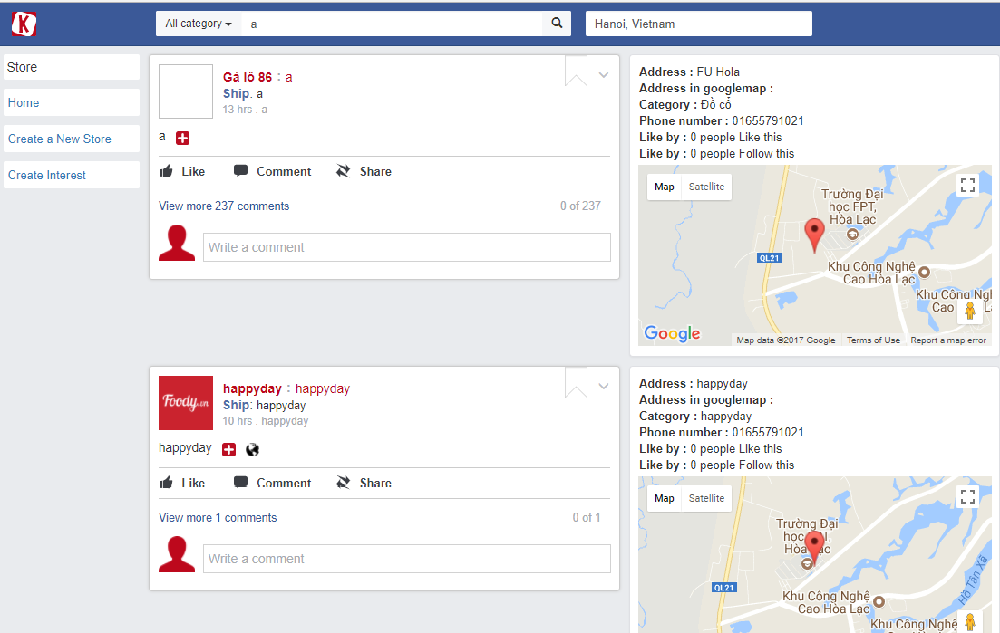 K
All category
a
Hanoi, Vietnam
Store
Home
Create a New Store
Create Interest
Gà lô 86 : a
Ship: a
13 hrs . a
a
Like Comment Share
View more 237 comments 0 of 237
Write a comment
Address : FU Hola
Address in googlemap :
Category : Đồ cổ
Phone number : 01655791021
Like by : 0 people Like this
Like by : 0 people Follow this
Map Satellite
Trường Đại
học FPT,
Hòa Lạc
QL21
Khu Công Nghệ
Cao Hòa Lạc
Khu Công Ngl
Cao
Google
Map data ©2017 Google Terms of Use Report a map error
Foody.vn
happyday : happyday
Ship: happyday
10 hrs . happyday
happyday
Like Comment Share
View more 1 comments 0 of 1
Write a comment
Address : happyday
Address in googlemap :
Category : happyday
Phone number : 01655791021
Like by : 0 people Like this
Like by : 0 people Follow this
Map Satellite
Trường Đại
học FPT,
Hòa Lạc
QL21
Khu Công Nghệ
Cao Hòa Lạc
Hồ Tân Xã
Khu Công Nghệ